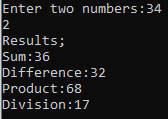 Enter two numbers:34
2
Results;
Sum:36
Difference:32
Product:68
Division:17